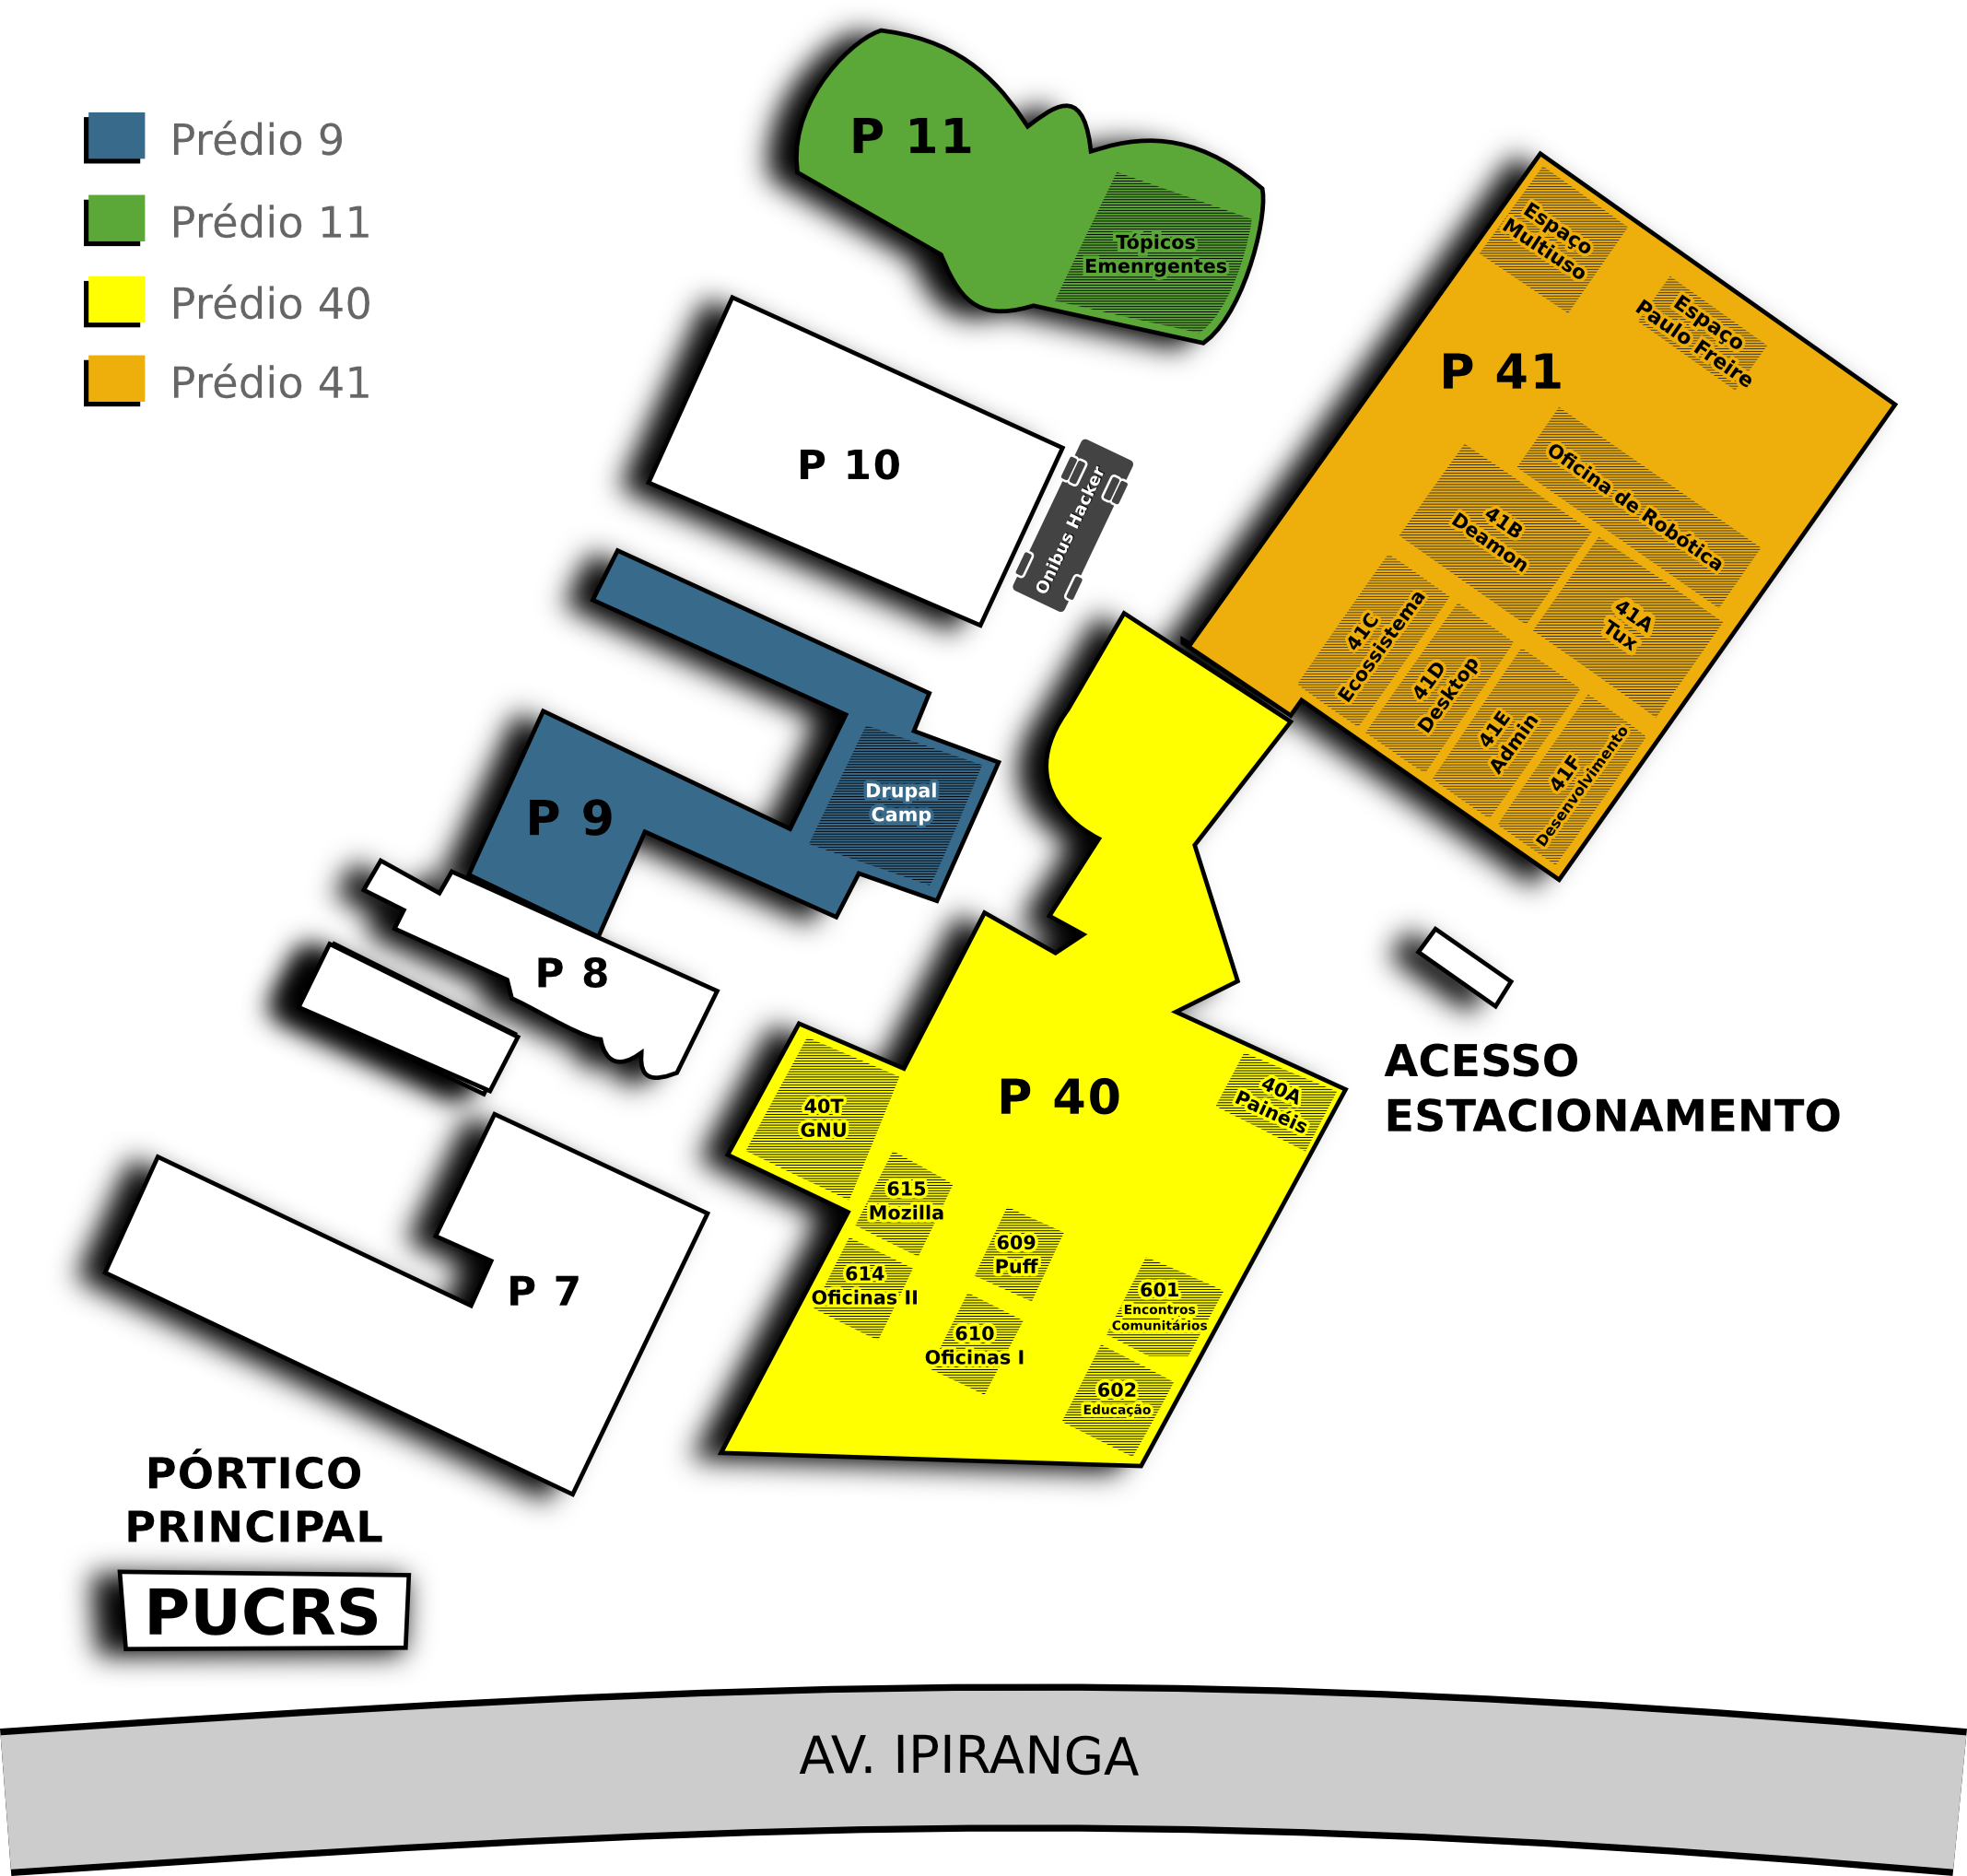 Prédio 9
Prédio 11
Prédio 40
Prédio 41
P 11
Tópicos
Emenrgentes
Espaço
Multiuso
Espaço
Paulo Freire
P 41
Oficina de Robótica
41B
Deamon
41A
Tux
41C
Ecossistema
41D
Desktop
41E
Admin
41F
Desenvolvimento
P 10
Onibus Hacker
Drupal
Camp
P 9
P 8
P 7
P 40
40T
GNU
40A
Painéis
615
Mozilla
614
Oficinas II
609
Puff
610
Oficinas I
601
Encontros
Comunitários
602
Educação
ACESSO
ESTACIONAMENTO
PÓRTICO
PRINCIPAL
PUCRS
AV. IPIRANGA